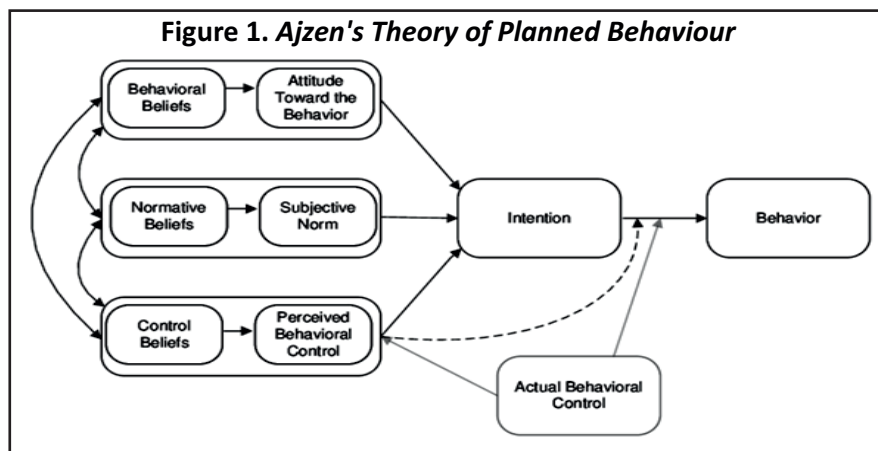 Figure 1. Ajzen's Theory of Planned Behaviour
Behavioral
Beliefs
Attitude
Toward the
Behavior
Normative
Beliefs
Subjective
Norm
Intention
Behavior
Control
Beliefs
Perceived
Behavioral
Control
Actual Behavioral
Control